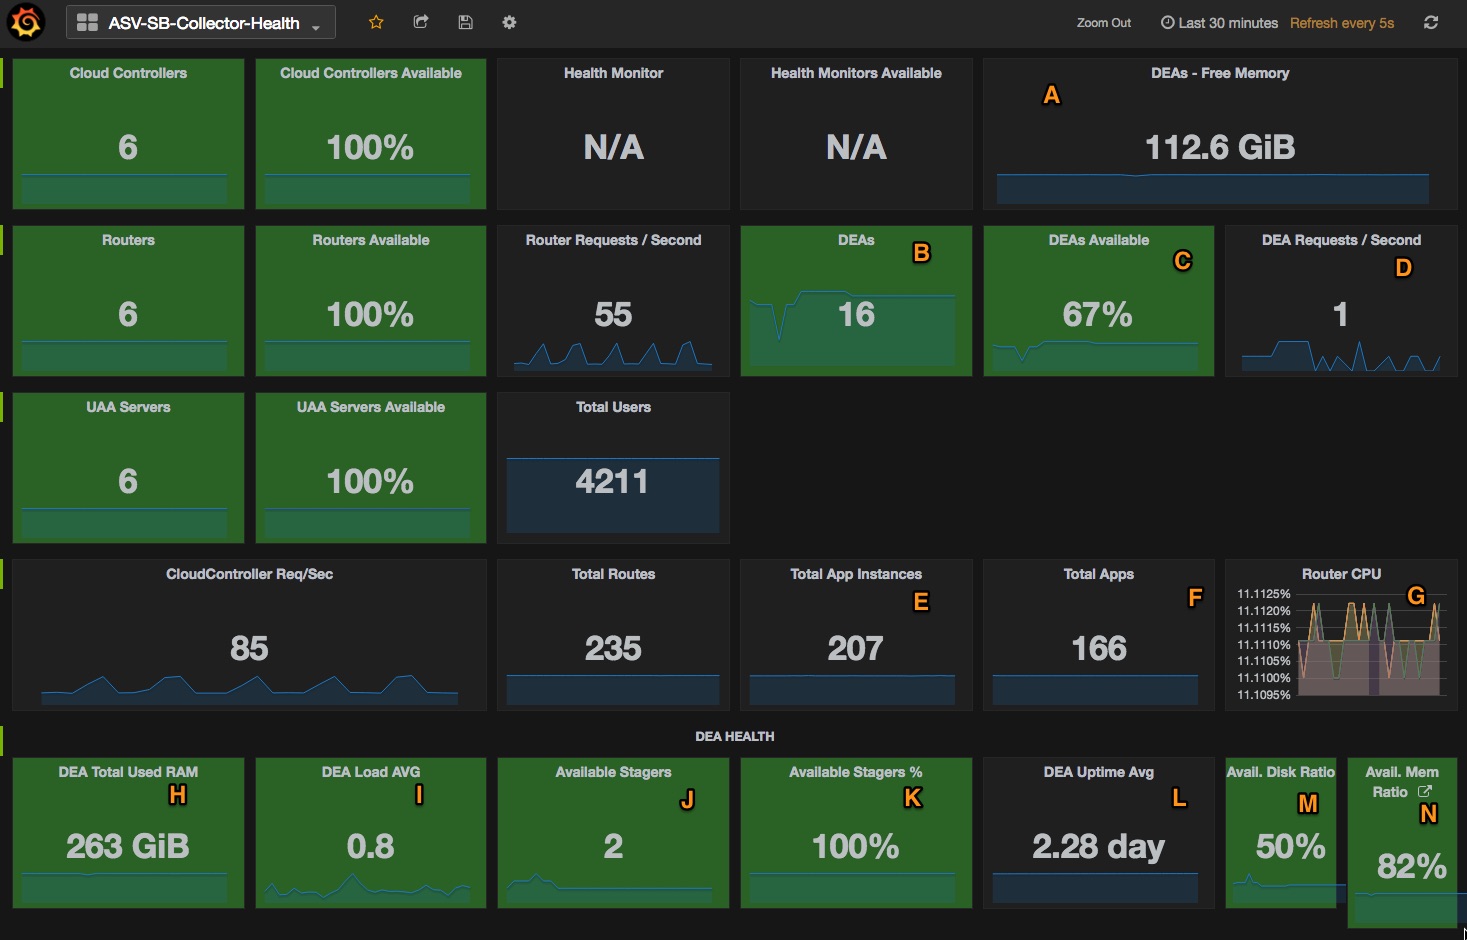 ASV-SB-Collector-Health
Zoom Out
Last 30 minutes
Refresh every 5s
Cloud Controllers
6
Cloud Controllers Available
100%
Health Monitor
N/A
Health Monitors Available
N/A
DEAs - Free Memory
A
112.6 GiB
Routers
6
Routers Available
100%
Router Requests / Second
55
DEAs
B
16
DEAs Available
C
67%
DEA Requests / Second
D
1
UAA Servers
6
UAA Servers Available
100%
Total Users
4211
CloudController Req/Sec
85
Total Routes
235
Total App Instances
E
207
Total Apps
F
166
Router CPU
G
11.1125%
11.1120%
11.1115%
11.1110%
11.1105%
11.1100%
11.1095%
DEA HEALTH
DEA Total Used RAM
H
263 GiB
DEA Load AVG
I
0.8
Available Stagers
J
2
Available Stagers %
K
100%
DEA Uptime Avg
L
2.28 day
Avail. Disk Ratio
M
50%
Avail. Mem
Ratio
N
82%